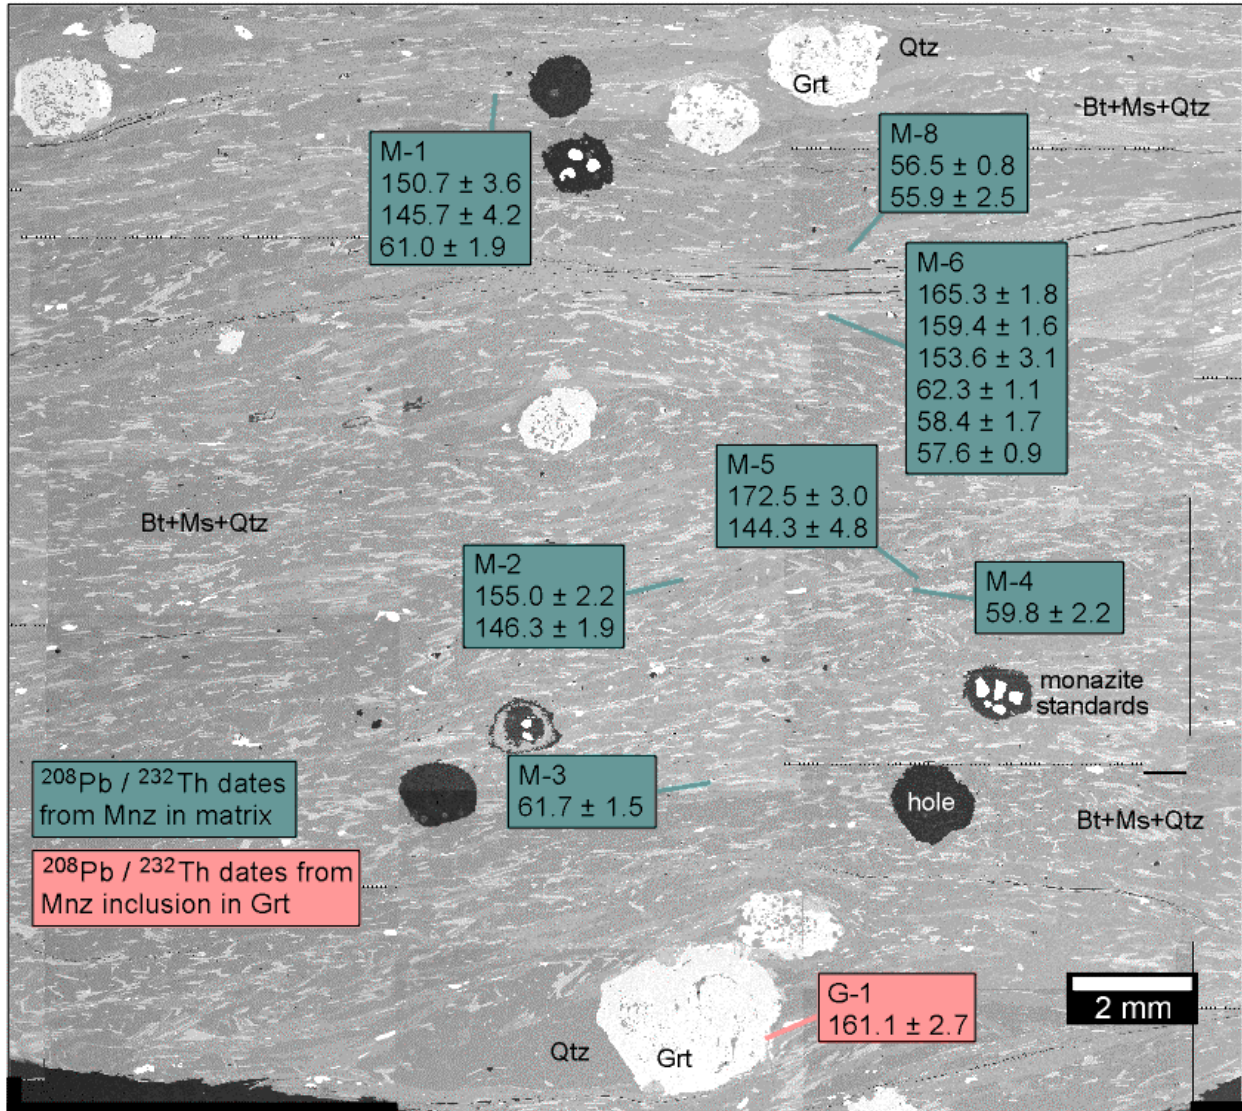 Qtz
Grt
Bt+Ms+Qtz
M-1
150.7 ± 3.6
145.7 ± 4.2
61.0 ± 1.9
M-8
56.5 ± 0.8
55.9 ± 2.5
M-6
165.3 ± 1.8
159.4 ± 1.6
153.6 ± 3.1
62.3 ± 1.1
58.4 ± 1.7
57.6 ± 0.9
M-5
172.5 ± 3.0
144.3 ± 4.8
Bt+Ms+Qtz
M-2
155.0 ± 2.2
146.3 ± 1.9
M-4
59.8 ± 2.2
monazite
standards
M-3
61.7 ± 1.5
hole
Bt+Ms+Qtz
²⁰⁸Pb / ²³²Th dates
from Mnz in matrix
²⁰⁸Pb / ²³²Th dates from
Mnz inclusion in Grt
G-1
161.1 ± 2.7
2 mm
Qtz
Grt